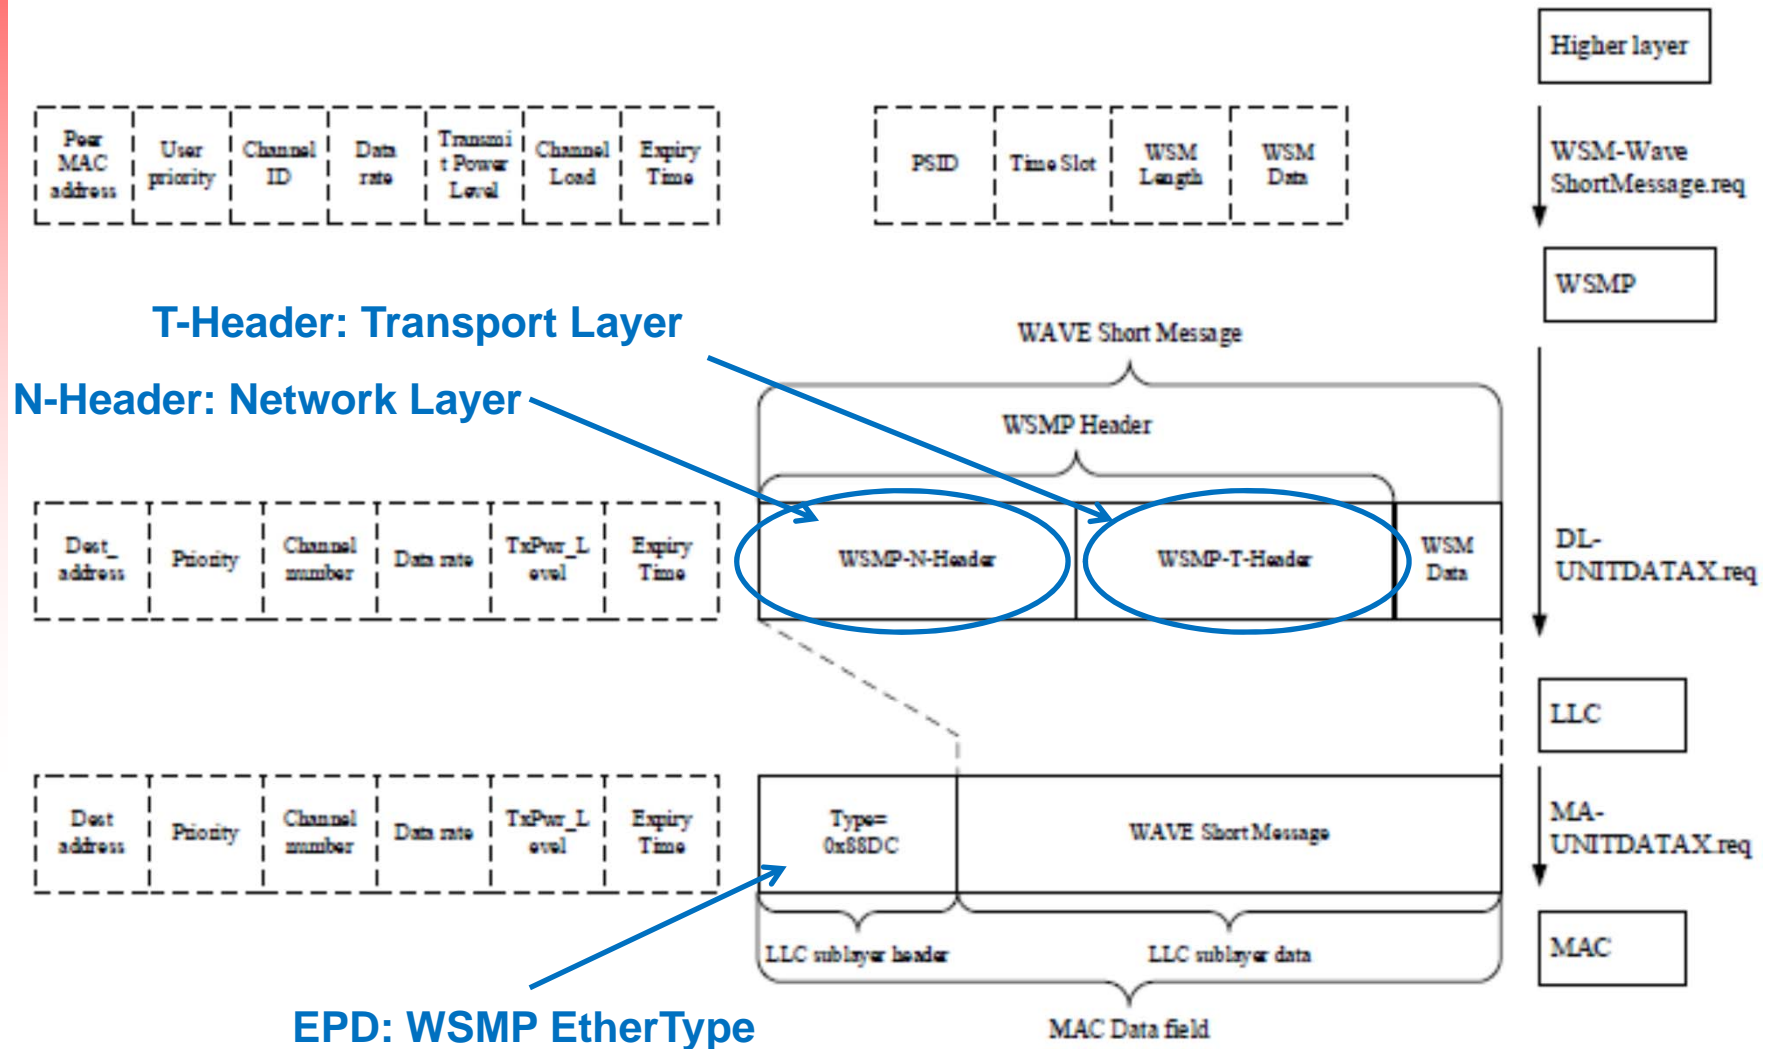 Higher layer
Peer
MAC
address
User
priority
Channel
ID
Data
rate
Transmi
t Power
Level
Channel
Load
Expiry
Time
PSID
Time Slot
WSM
Length
WSM
Data
WSM-Wave
ShortMessage.req
WSMP
T-Header: Transport Layer
WAVE Short Message
N-Header: Network Layer
WSMP Header
Dest_
address
Priority
Channel
number
Data rate
TxPwr_L
evel
Expiry
Time
WSMP-N-Header
WSMP-T-Header
WSM
Data
DL-
UNITDATAX.req
LLC
Dest
address
Priority
Channel
number
Data rate
TxPwr_L
evel
Expiry
Time
Type=
0x88DC
WAVE Short Message
MA-
UNITDATAX.req
LLC sublayer header
LLC sublayer data
MAC
EPD: WSMP EtherType
MAC Data field